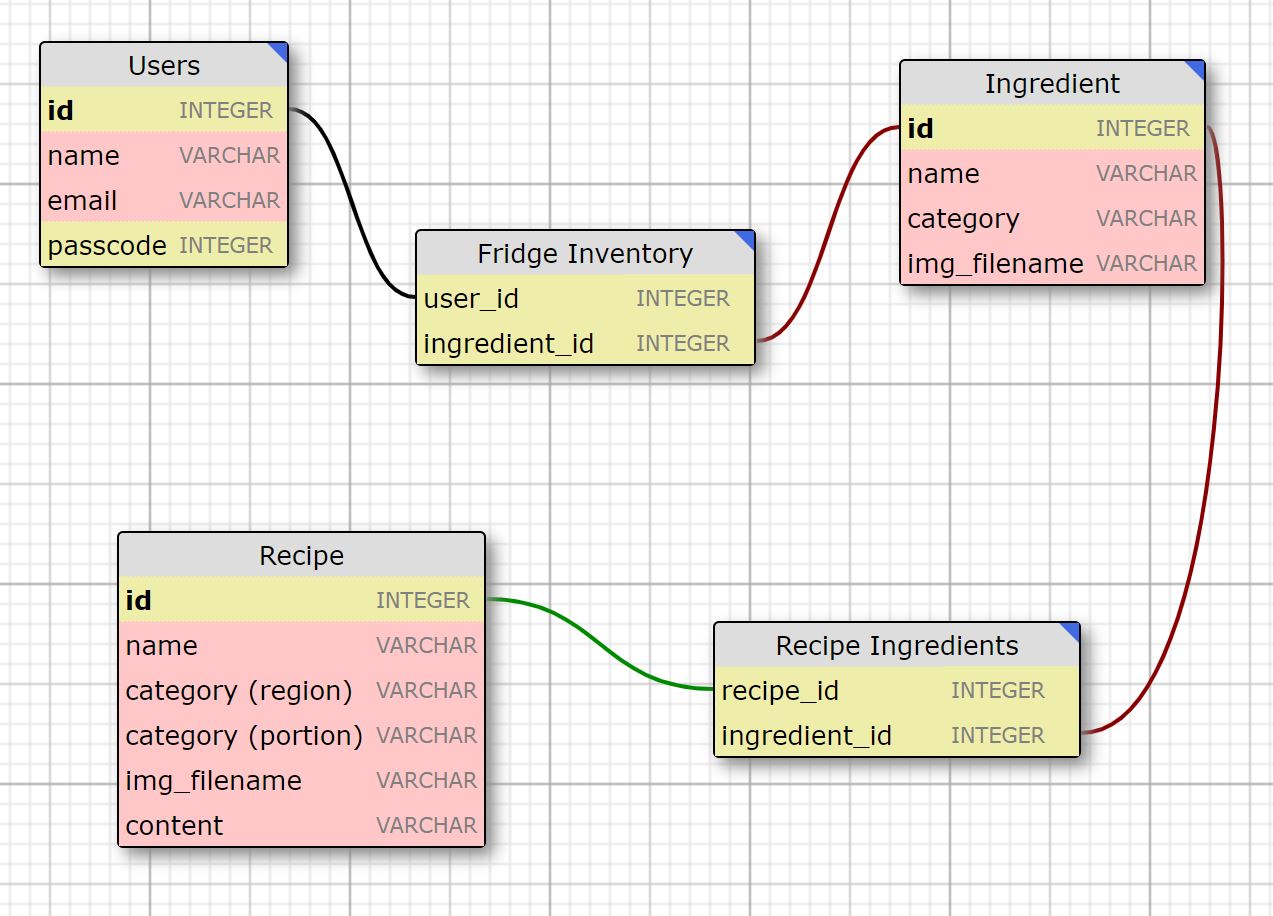 Users
id INTEGER
name VARCHAR
email VARCHAR
passcode INTEGER
Ingredient
id INTEGER
name VARCHAR
category VARCHAR
img_filename VARCHAR
Fridge Inventory
user_id INTEGER
ingredient_id INTEGER
Recipe
id INTEGER
name VARCHAR
category (region) VARCHAR
category (portion) VARCHAR
img_filename VARCHAR
content VARCHAR
Recipe Ingredients
recipe_id INTEGER
ingredient_id INTEGER